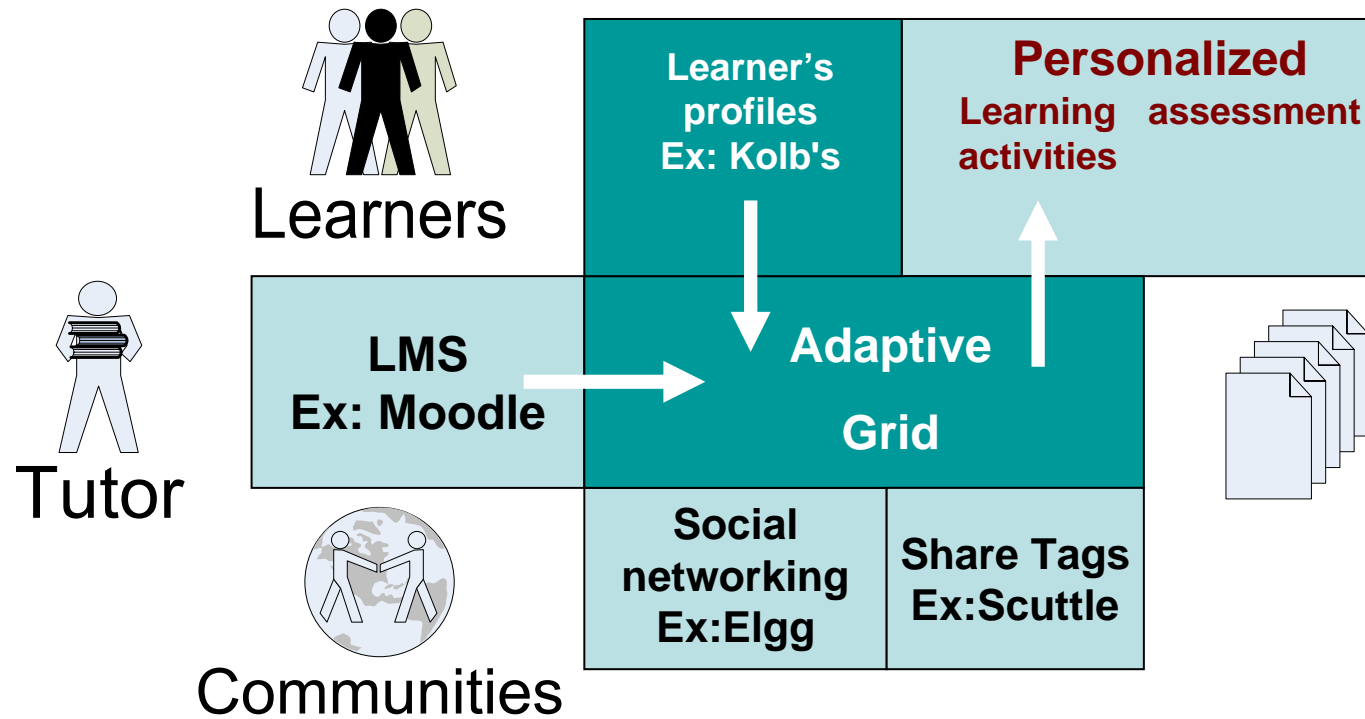 Learners
Learner's
profiles
Ex: Kolb's
Personalized
Learning assessment
activities
Tutor
LMS
Ex: Moodle
Adaptive
Grid
Communities
Social
networking
Ex:Elgg
Share Tags
Ex:Scuttle